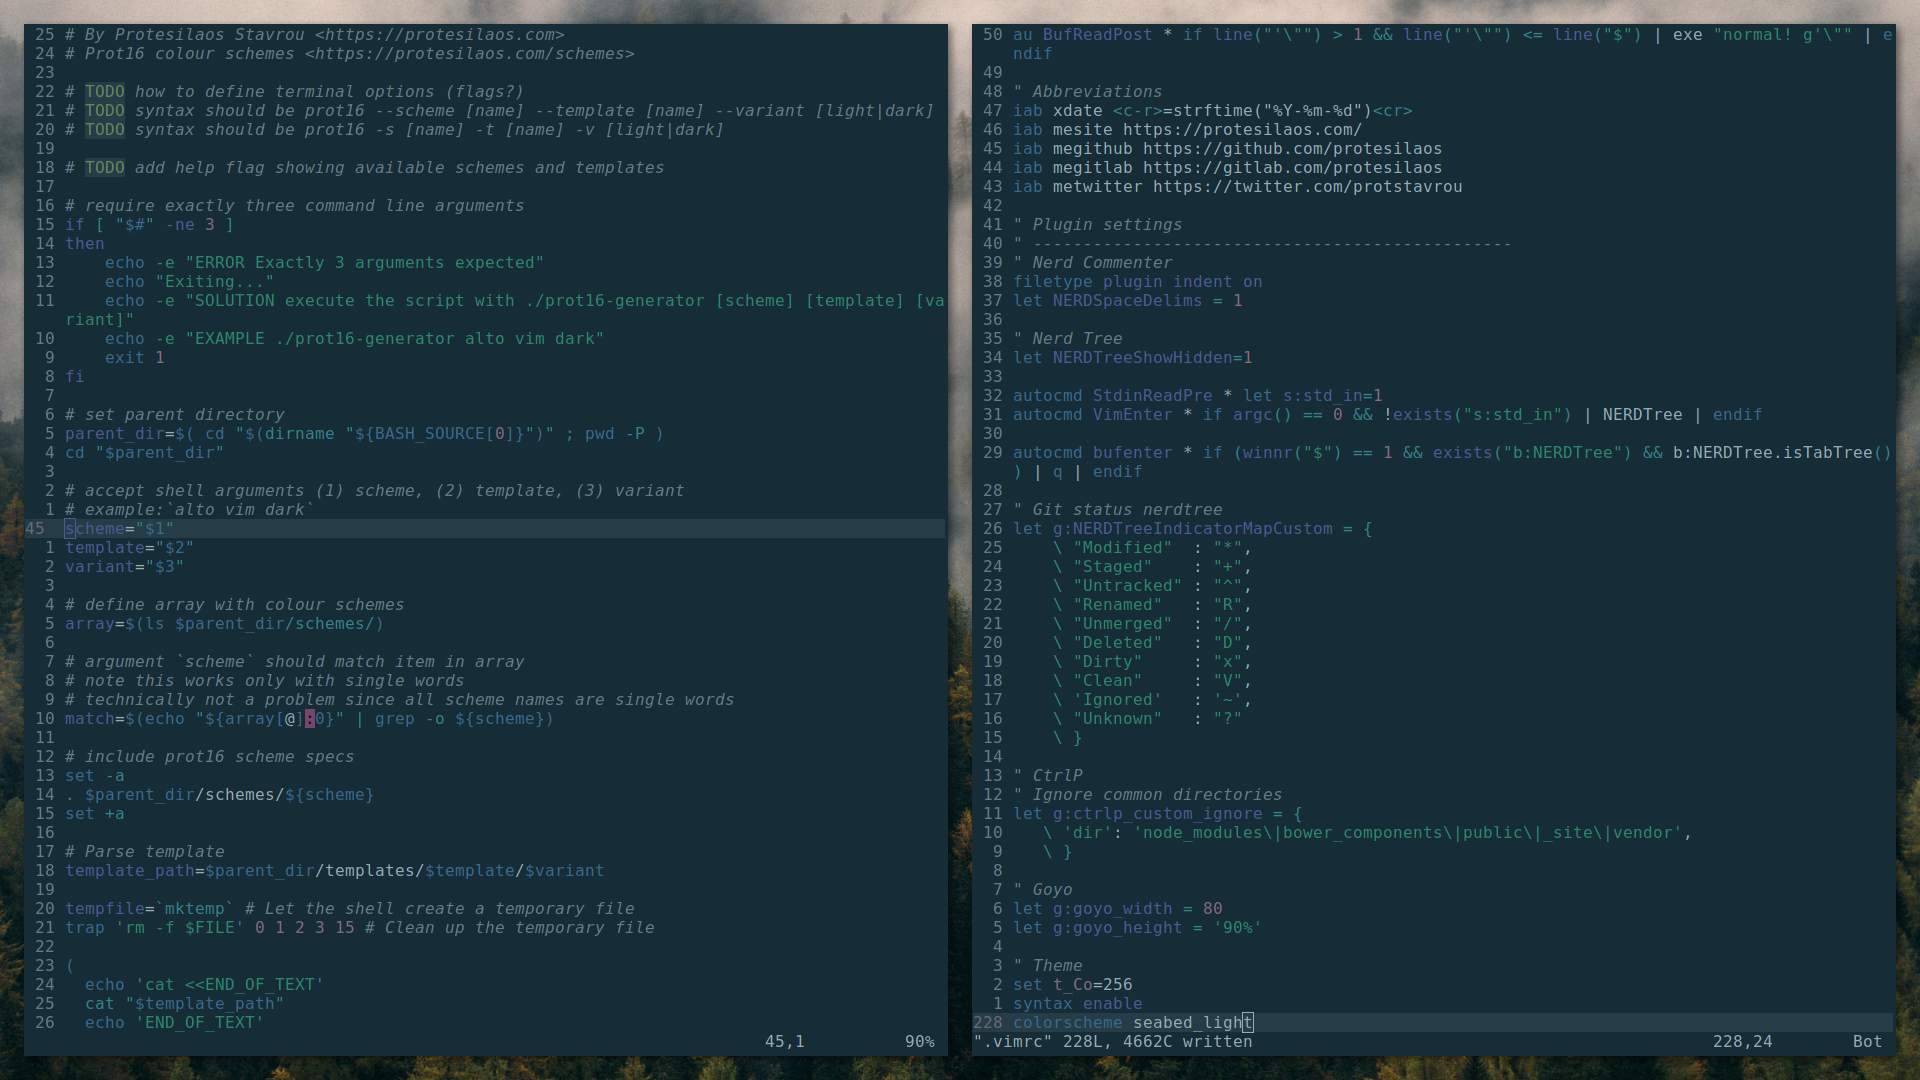 25 # By Protesilaos Stavrou <https://protesilaos.com>
24 # Prot16 colour schemes <https://protesilaos.com/schemes>
23
22 # TODO how to define terminal options (flags?)
21 # TODO syntax should be prot16 --scheme [name] --template [name] --variant [light|dark]
20 # TODO syntax should be prot16 -s [name] -t [name] -v [light|dark]
19
18 # TODO add help flag showing available schemes and templates
17
16 # require exactly three command line arguments
15 if [ "$#" -ne 3 ]
14 then
13     echo -e "ERROR Exactly 3 arguments expected"
12     echo "Exiting..."
11     echo -e "SOLUTION execute the script with ./prot16-generator [scheme] [template] [va
riant]"
10     echo -e "EXAMPLE ./prot16-generator alto vim dark"
9     exit 1
8 fi
7
6 # set parent directory
5 parent_dir=$( cd "$(dirname "${BASH_SOURCE[0]}")" ; pwd -P )
4 cd "$parent_dir"
3
2 # accept shell arguments (1) scheme, (2) template, (3) variant
1 # example:`alto vim dark`
45 scheme="$1"
1 template="$2"
2 variant="$3"
3
4 # define array with colour schemes
5 array=$(ls $parent_dir/schemes/)
6
7 # argument `scheme` should match item in array
8 # note this works only with single words
9 # technically not a problem since all scheme names are single words
10 match=$(echo "${array[@]:0}" | grep -o ${scheme})
11
12 # include prot16 scheme specs
13 set -a
14 . $parent_dir/schemes/${scheme}
15 set +a
16
17 # Parse template
18 template_path=$parent_dir/templates/$template/$variant
19
20 tempfile=`mktemp` # Let the shell create a temporary file
21 trap 'rm -f $FILE' 0 1 2 3 15 # Clean up the temporary file
22
23 (
24   echo 'cat <<END_OF_TEXT'
25   cat "$template_path"
26   echo 'END_OF_TEXT'
45,1 90%
50 au BufReadPost * if line("'\"") > 1 && line("'\"") <= line("$") | exe "normal! g'\"" | e
ndif
49
48 " Abbreviations
47 iab xdate <c-r>=strftime("%Y-%m-%d")<cr>
46 iab mesite https://protesilaos.com/
45 iab megithub https://github.com/protesilaos
44 iab megitlab https://gitlab.com/protesilaos
43 iab metwitter https://twitter.com/protstavrou
42
41 " Plugin settings
40 " ------------------------------------------------
39 " Nerd Commenter
38 filetype plugin indent on
37 let NERDSpaceDelims = 1
36
35 " Nerd Tree
34 let NERDTreeShowHidden=1
33
32 autocmd StdinReadPre * let s:std_in=1
31 autocmd VimEnter * if argc() == 0 && !exists("s:std_in") | NERDTree | endif
30
29 autocmd bufenter * if (winnr("$") == 1 && exists("b:NERDTree") && b:NERDTree.isTabTree()
) | q | endif
28
27 " Git status nerdtree
26 let g:NERDTreeIndicatorMapCustom = {
25     \ "Modified"  : "*",
24     \ "Staged"    : "+",
23     \ "Untracked" : "^",
22     \ "Renamed"   : "R",
21     \ "Unmerged"  : "/",
20     \ "Deleted"   : "D",
19     \ "Dirty"     : "x",
18     \ "Clean"     : "V",
17     \ 'Ignored'   : '~',
16     \ "Unknown"   : "?"
15     \ }
14
13 " CtrlP
12 " Ignore common directories
11 let g:ctrlp_custom_ignore = {
10    \ 'dir': 'node_modules\|bower_components\|public\|_site\|vendor',
9    \ }
8
7 " Goyo
6 let g:goyo_width = 80
5 let g:goyo_height = '90%'
4
3 " Theme
2 set t_Co=256
1 syntax enable
228 colorscheme seabed_light
".vimrc" 228L, 4662C written 228,24 Bot